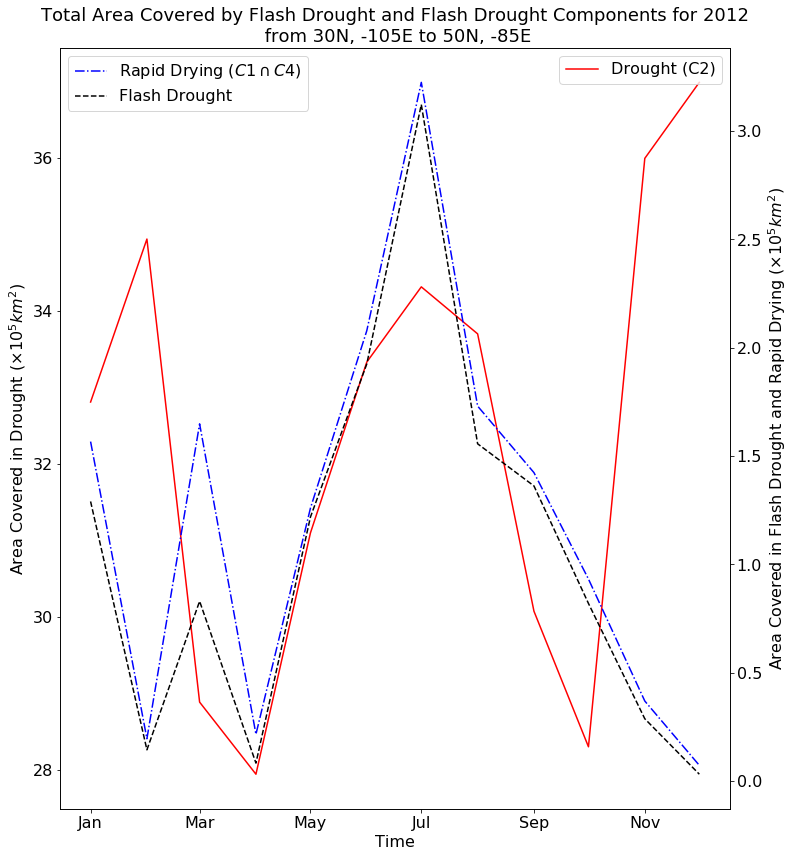 Total Area Covered by Flash Drought and Flash Drought Components for 2012
from 30N, -105E to 50N, -85E
Rapid Drying (C1 ∩ C4)
Flash Drought
Drought (C2)
Area Covered in Drought (×10⁵km²)
36
34
32
30
28
3.0
2.5
2.0
1.5
1.0
0.5
0.0
Area Covered in Flash Drought and Rapid Drying (×10⁵km²)
Jan Mar May Jul Sep Nov
Time